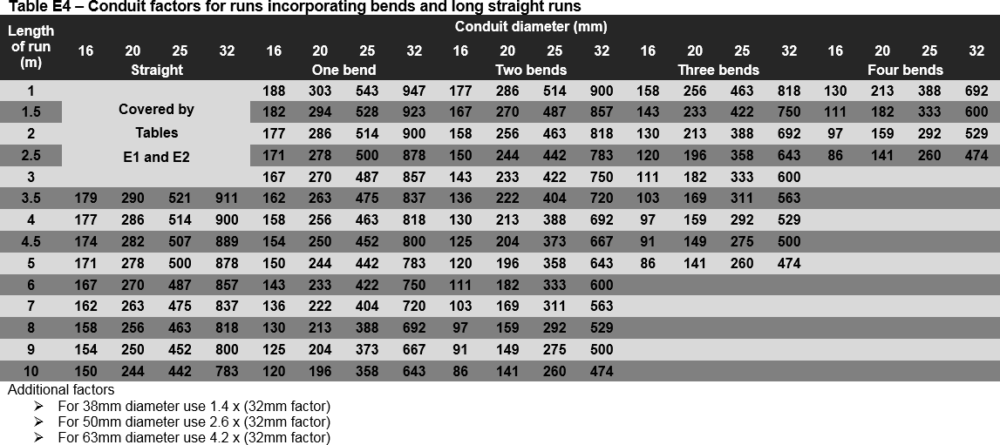 Table E4 – Conduit factors for runs incorporating bends and long straight runs
Length of run (m) Conduit diameter (mm)
16 20 25 32 16 20 25 32 16 20 25 32 16 20 25 32 16 20 25 32
Straight One bend Two bends Three bends Four bends
1 188 303 543 947 177 286 514 900 158 256 463 818 130 213 388 692
Covered by Tables E1 and E2
1.5 182 294 528 923 167 270 487 857 143 233 422 750 111 182 333 600
2 177 286 514 900 158 256 463 818 130 213 388 692 97 159 292 529
2.5 171 278 500 878 150 244 442 783 120 196 358 643 86 141 260 474
3 167 270 487 857 143 233 422 750 111 182 333 600
3.5 179 290 521 911 162 263 475 837 136 222 404 720 103 169 311 563
4 177 286 514 900 158 256 463 818 130 213 388 692 97 159 292 529
4.5 174 282 507 889 154 250 452 800 125 204 373 667 91 149 275 500
5 171 278 500 878 150 244 442 783 120 196 358 643 86 141 260 474
6 167 270 487 857 143 233 422 750 111 182 333 600
7 162 263 475 837 136 222 404 720 103 169 311 563
8 158 256 463 818 130 213 388 692 97 159 292 529
9 154 250 452 800 125 204 373 667 91 149 275 500
10 150 244 442 783 120 196 358 643 86 141 260 474
Additional factors
➢ For 38mm diameter use 1.4 x (32mm factor)
➢ For 50mm diameter use 2.6 x (32mm factor)
➢ For 63mm diameter use 4.2 x (32mm factor)